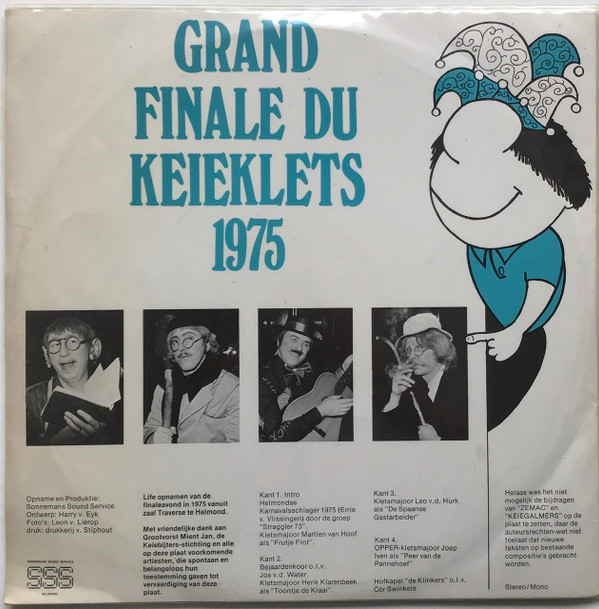 GRAND
FINALE DU
KEIEKLETS
1975
Opname en Produktie:
Sonnemans Sound Service
Ontwerp: Harry v. Eyk
Foto's: Leon v. Lierop
druk: drukkerij v. Stiphout
SONNEMANS SOUND SERVICE
SSS
HELMOND
Life opnamen van de
finaleavond in 1975 vanuit
zaal Traverse te Helmond.
Met vriendelijke dank aan
Grootvorst Mient Jan, de
Keiebijters-stichting en alle
op deze plaat voorkomende
artiesten, die spontaan en
belangeloos hun
toestemming gaven tot
vervaardiging van deze
plaat.
Kant 1. Intro
Helmondse
Karnavalsschlager 1975 (Errie
v. Vlissingen) door de groep
"Straggler 73".
Kletsmajoor Martien van Hoof
als "Frutje Frot".
Kant 2.
Bejaardenkoor o.l.v.
Jos v.d. Water.
Kletsmajoor Henk Klarenbeek
als "Toontje de Kraai".
Kant 3.
Kletsmajoor Leo v.d. Hurk
als "De Spaanse
Gastarbeider"
Kant 4.
OPPER-kletsmajoor Joep
Iven als "Peer van de
Pannehoef"
Hofkapel "de Klinkers" o.l.v.
Cor Swinkels
Helaas was het niet
mogelijk de bijdragen
van "ZEMAC" en
"KEIEGALMERS" op de
plaat te zetten, daar de
auteursrechten-wet niet
toelaat dat nieuwe
teksten op bestaande
compositie's gebracht
worden.
Stereo/Mono